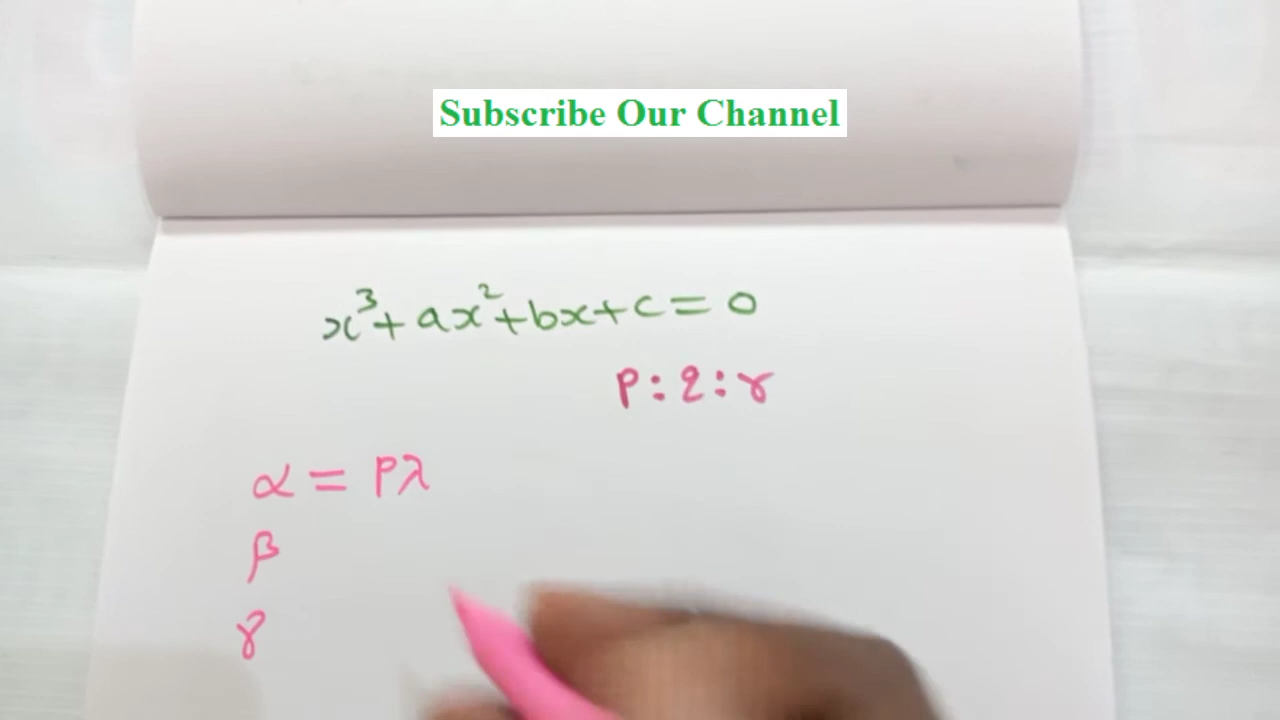 Subscribe Our Channel
x³+ax²+bx+c=0
p:q:r
α = pλ
β
γ